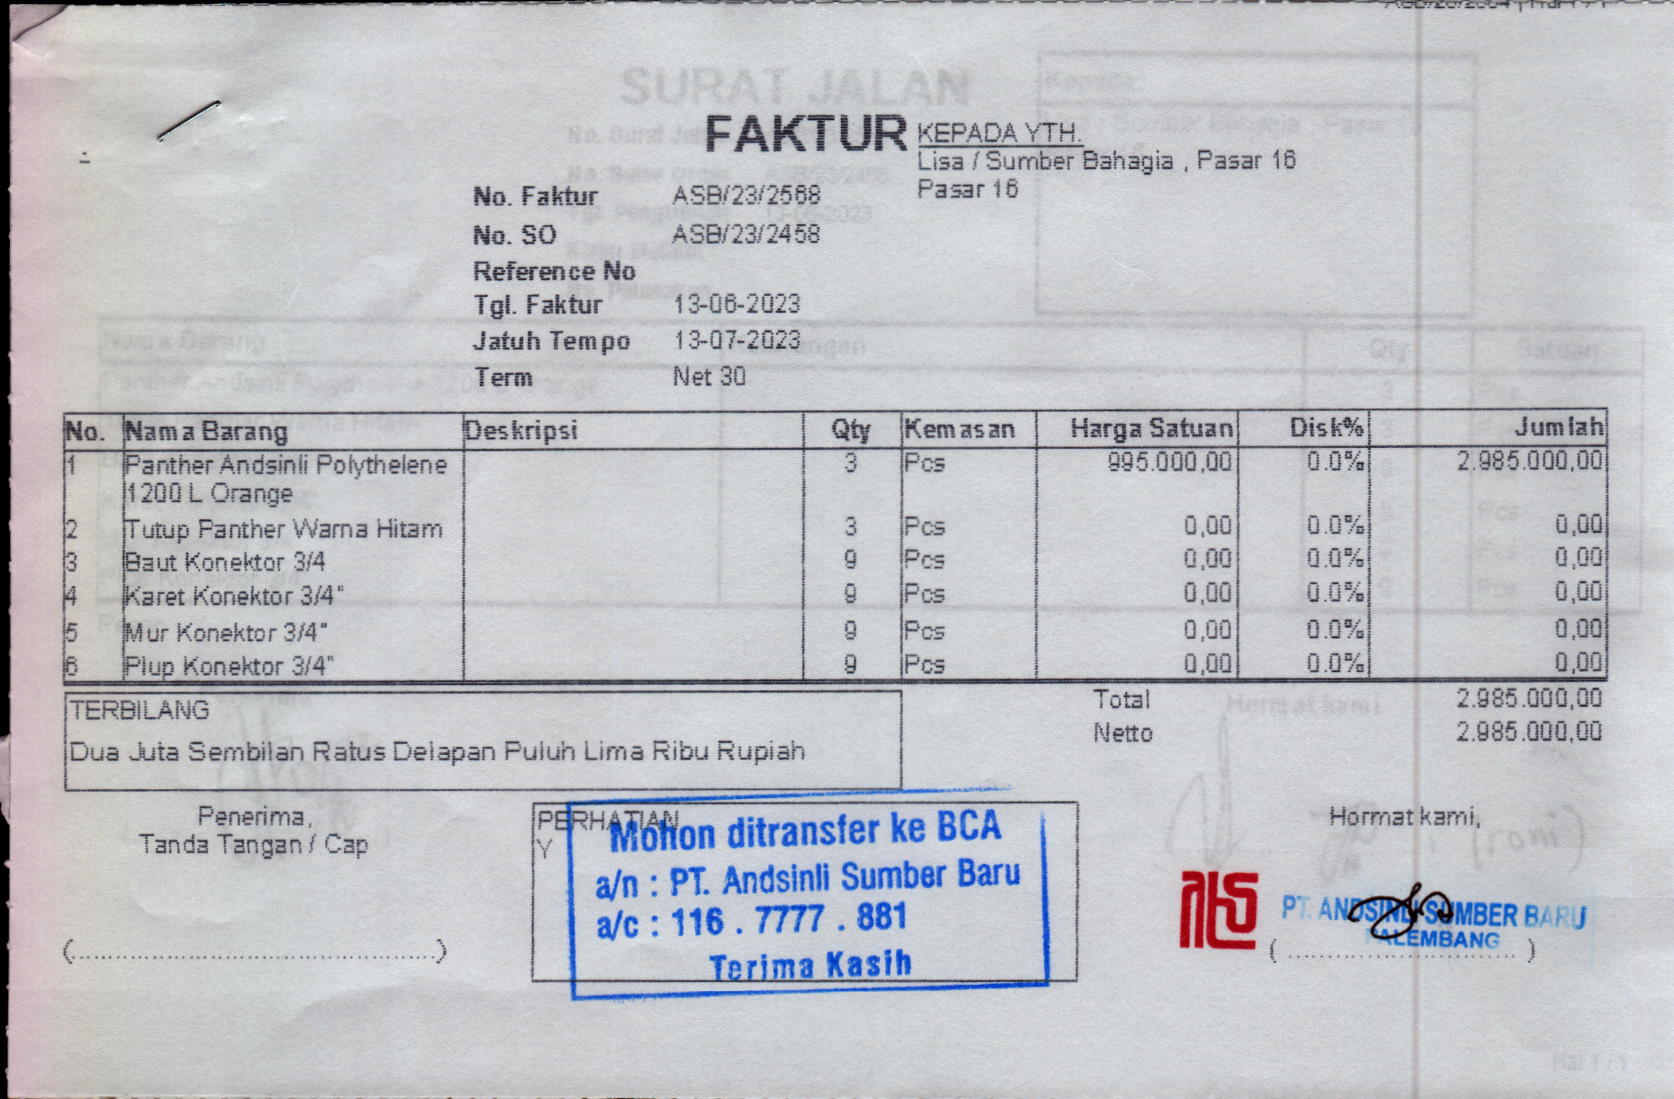 FAKTUR
KEPADA YTH.
Lisa / Sumber Bahagia , Pasar 16
Pasar 16
No. Faktur ASB/23/2568
No. SO ASB/23/2458
Reference No
Tgl. Faktur 13-06-2023
Jatuh Tempo 13-07-2023
Term Net 30
No. Nama Barang Deskripsi Qty Kemasan Harga Satuan Disk% Jumlah
1 Panther Andsinli Polythelene 3 Pcs 995.000,00 0.0% 2.985.000,00
1200 L Orange
2 Tutup Panther Warna Hitam 3 Pcs 0,00 0.0% 0,00
3 Baut Konektor 3/4 9 Pcs 0,00 0.0% 0,00
4 Karet Konektor 3/4" 9 Pcs 0,00 0.0% 0,00
5 Mur Konektor 3/4" 9 Pcs 0,00 0.0% 0,00
6 Plup Konektor 3/4" 9 Pcs 0,00 0.0% 0,00
Total 2.985.000,00
Netto 2.985.000,00
TERBILANG
Dua Juta Sembilan Ratus Delapan Puluh Lima Ribu Rupiah
Penerima,
Tanda Tangan / Cap
(.............................................)
PERHATIAN
Y
Mohon ditransfer ke BCA
a/n : PT. Andsinli Sumber Baru
a/c : 116 . 7777 . 881
Terima Kasih
Hormat kami,
PT. ANDSINLI SUMBER BARU
PALEMBANG
(.............................)
SURAT JALAN
Kepada
Nama Barang
Qty
Satuan
Hormat kami